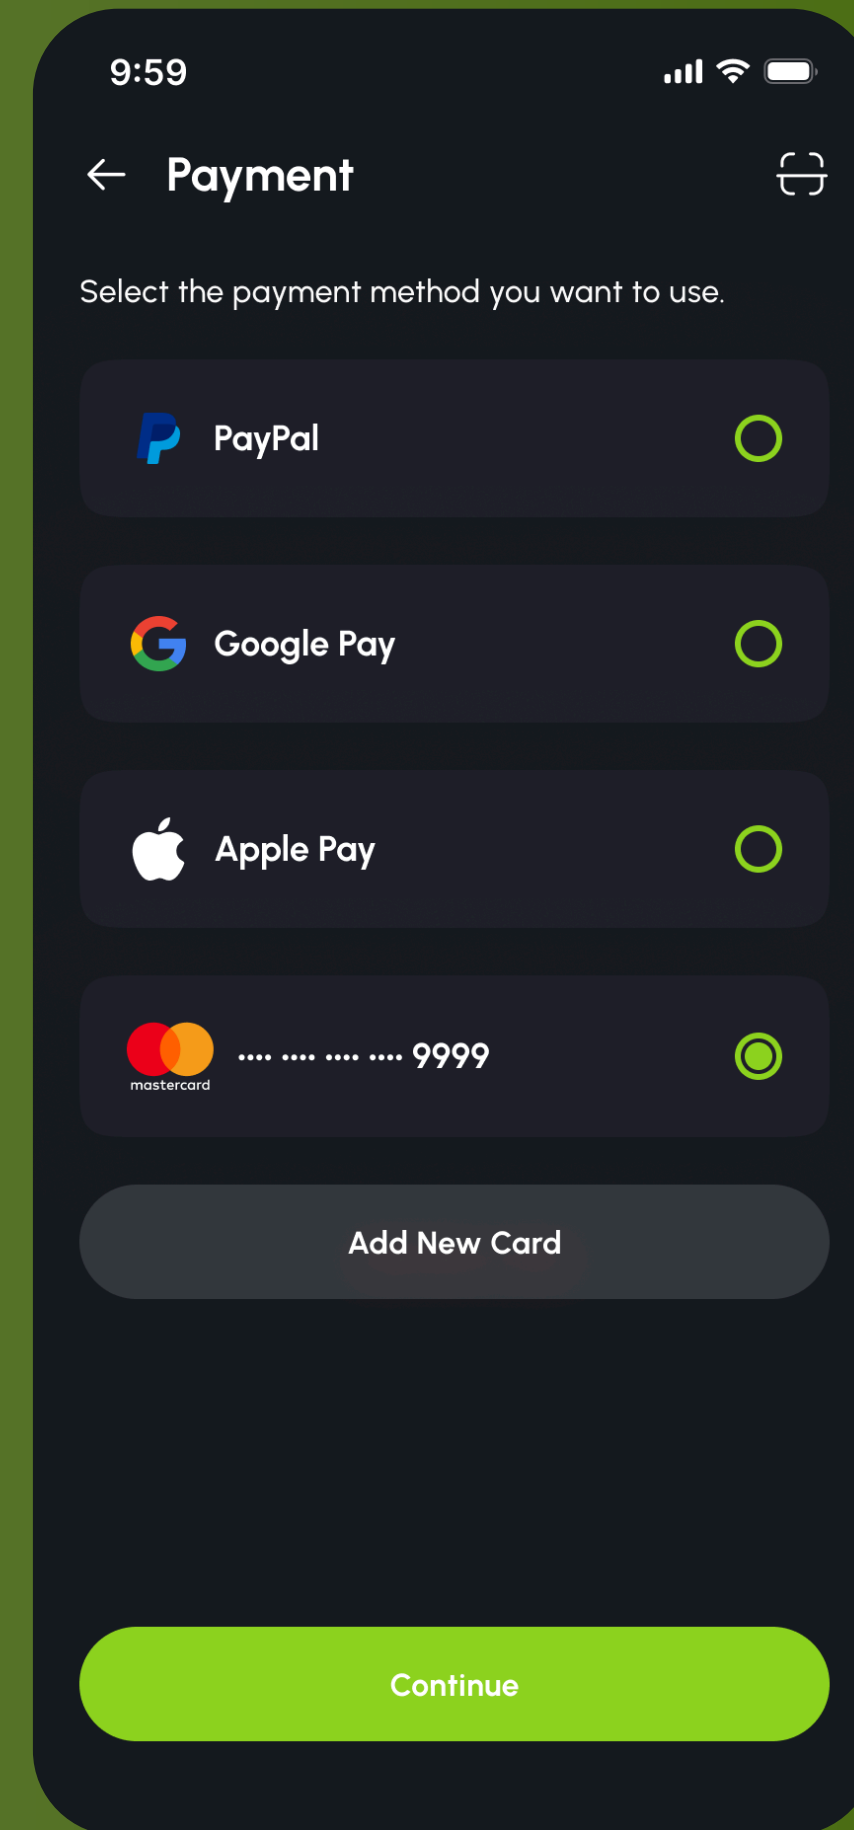 9:59
Payment
Select the payment method you want to use.
PayPal
Google Pay
Apple Pay
mastercard
•••• •••• •••• •••• 9999
Add New Card
Continue